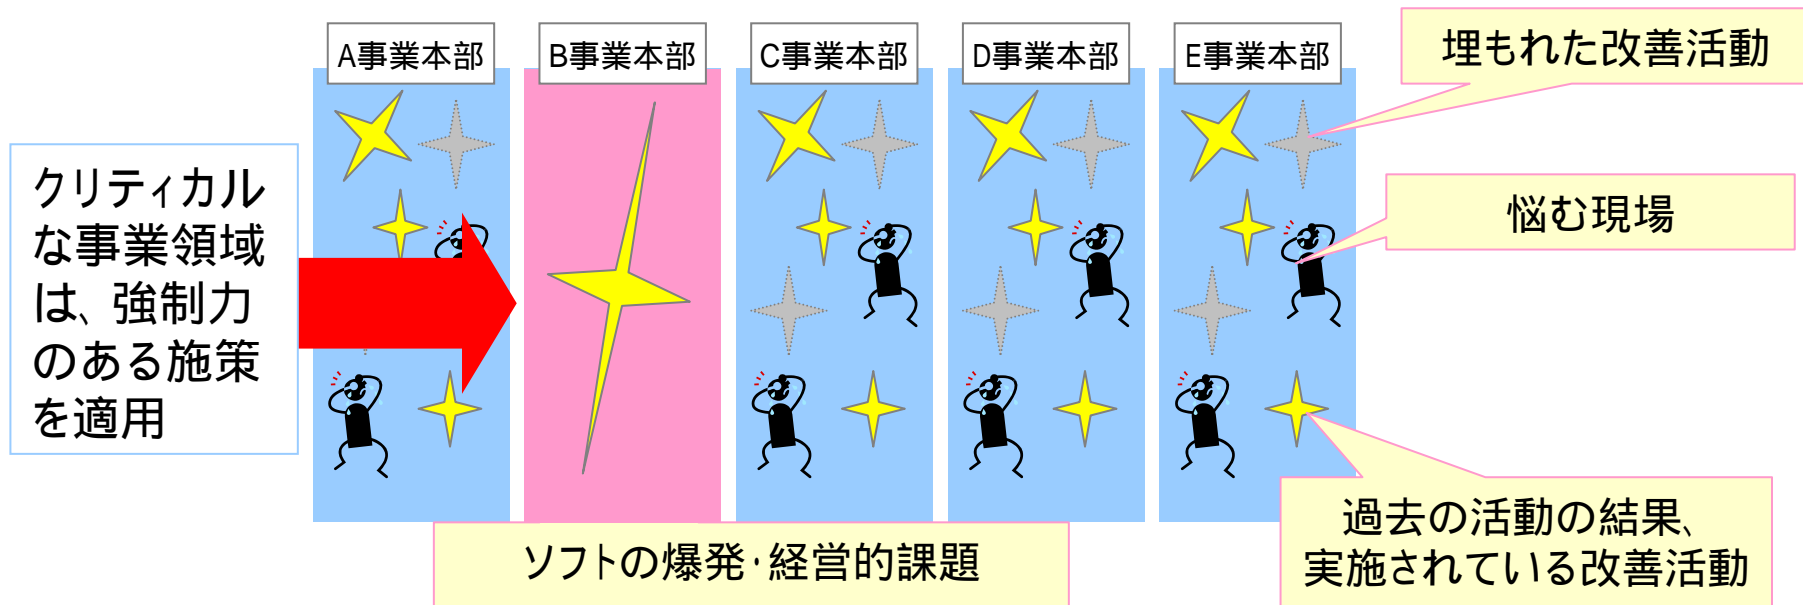 A事業本部
B事業本部
C事業本部
D事業本部
E事業本部
埋もれた改善活動
クリティカル
な事業領域
は、強制力
のある施策
を適用
悩む現場
過去の活動の結果、
実施されている改善活動
ソフトの爆発・経営的課題